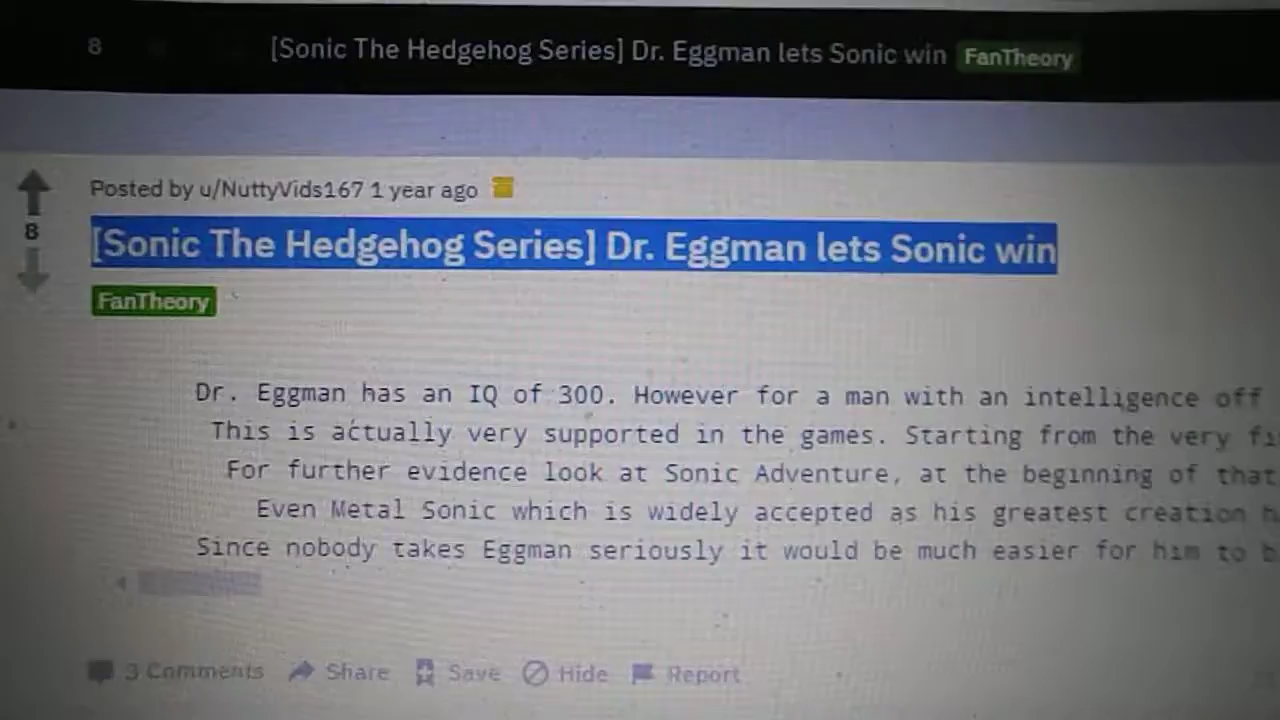 8
[Sonic The Hedgehog Series] Dr. Eggman lets Sonic win FanTheory
Posted by u/NuttyVids167 1 year ago
8
[Sonic The Hedgehog Series] Dr. Eggman lets Sonic win
FanTheory
Dr. Eggman has an IQ of 300. However for a man with an intelligence off
This is actually very supported in the games. Starting from the very
For further evidence look at Sonic Adventure, at the beginning of that
Even Metal Sonic which is widely accepted as his greatest creation
Since nobody takes Eggman seriously it would be much easier for him to
3 Comments Share Save Hide Report